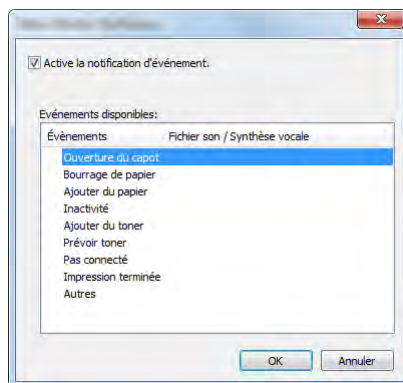 Active la notification d'événement.
Evénements disponibles:
Évènements Fichier son / Synthèse vocale
Ouverture du capot
Bourrage de papier
Ajouter du papier
Inactivité
Ajouter du toner
Prévoir toner
Pas connecté
Impression terminée
Autres
OK Annuler